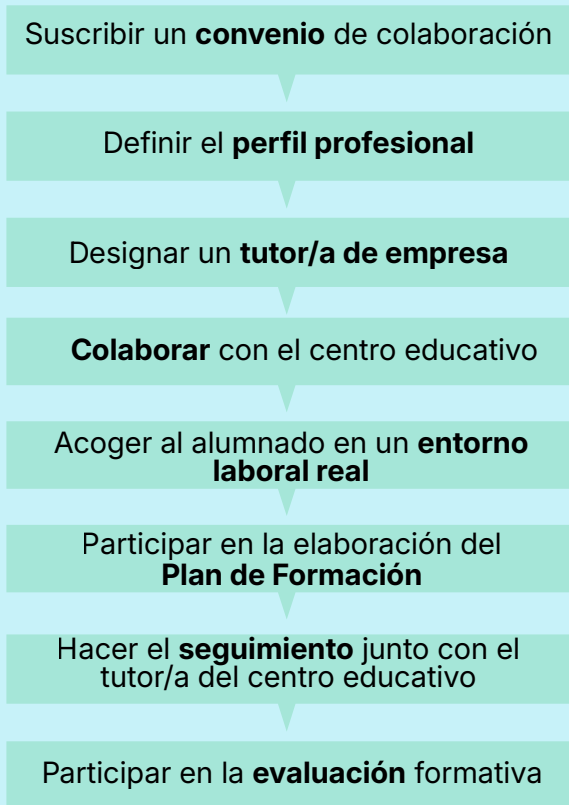 Suscribir un convenio de colaboración
Definir el perfil profesional
Designar un tutor/a de empresa
Colaborar con el centro educativo
Acoger al alumnado en un entorno
laboral real
Participar en la elaboración del
Plan de Formación
Hacer el seguimiento junto con el
tutor/a del centro educativo
Participar en la evaluación formativa